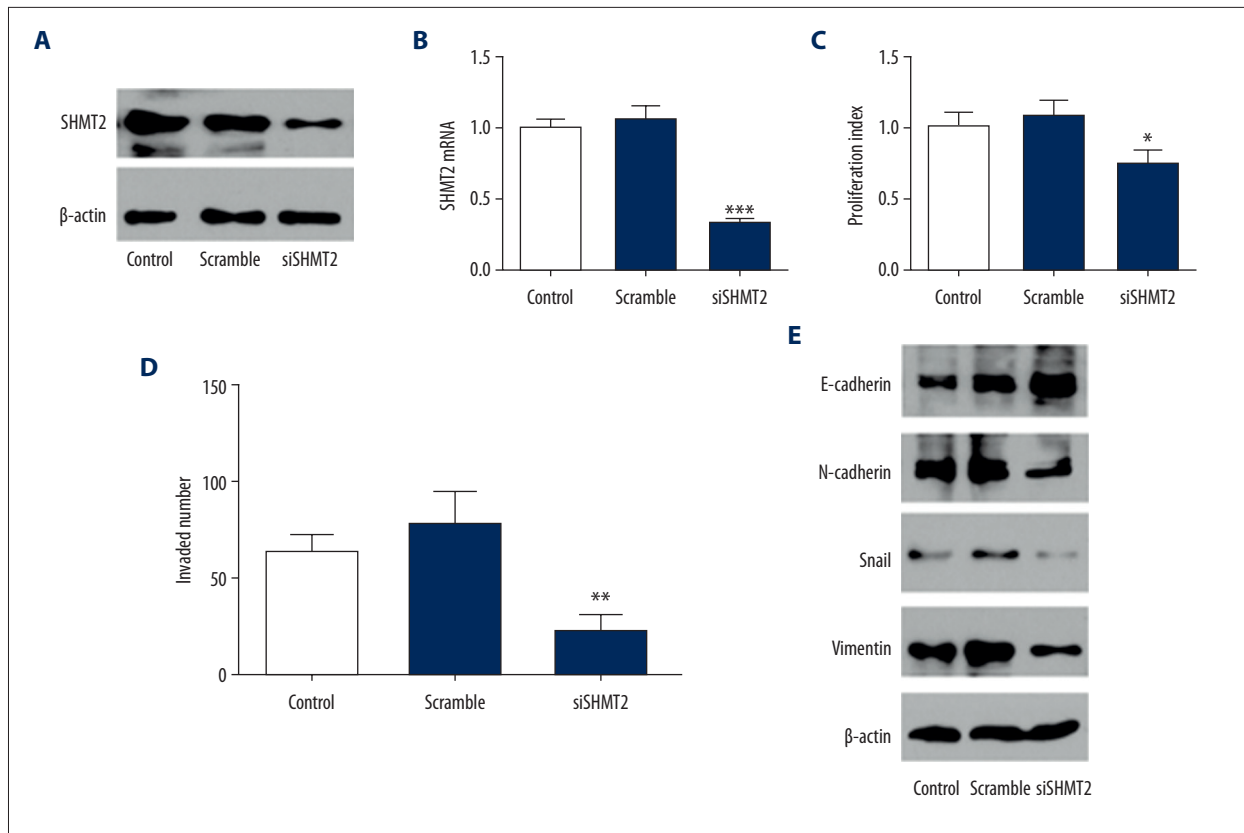 A
SHMT2
β-actin
Control Scramble siSHMT2
B
SHMT2 mRNA
1.5
1.0
0.5
0.0
***
Control Scramble siSHMT2
C
Proliferation index
1.5
1.0
0.5
0.0
*
Control Scramble siSHMT2
D
Invaded number
150
100
50
0
**
Control Scramble siSHMT2
E
E-cadherin
N-cadherin
Snail
Vimentin
β-actin
Control Scramble siSHMT2